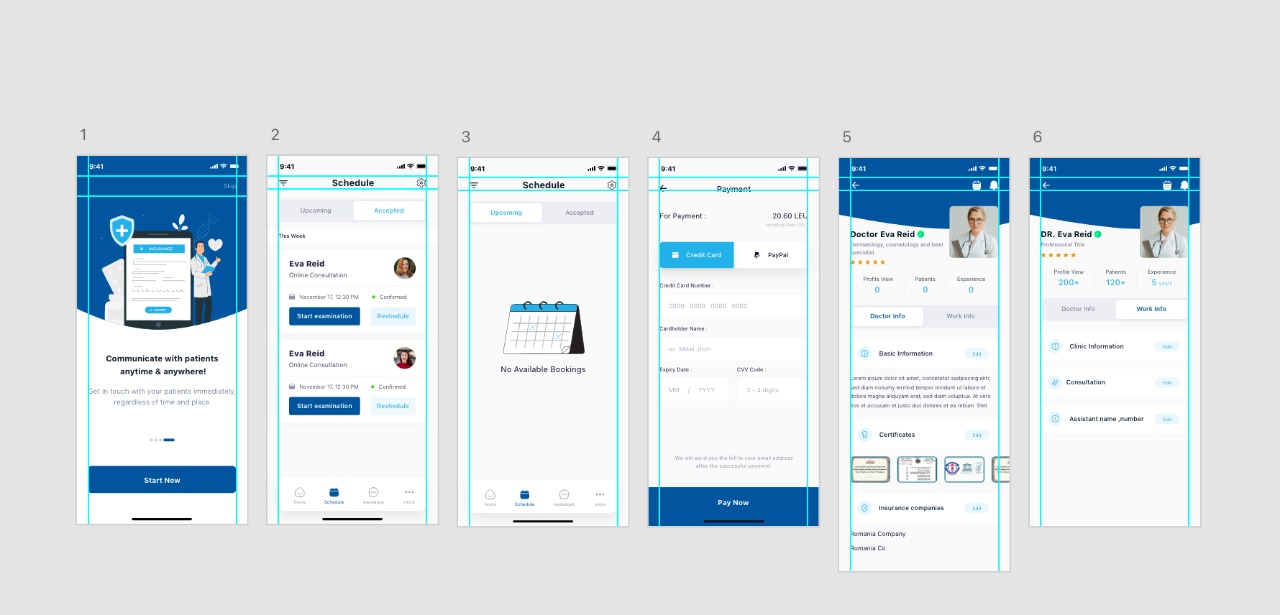 1
9:41
Skip
INSURANCE
Communicate with patients
anytime & anywhere!
Get in touch with your patients immediately,
regardless of time and place
Start Now
2
9:41
Schedule
Upcoming
Accepted
This Week
Eva Reid
Online Consultation
November 17, 12:30 PM
Confirmed
Start examination
Reshedule
Eva Reid
Online Consultation
November 17, 12:30 PM
Confirmed
Start examination
Reshedule
home
Schedule
messages
more
3
9:41
Schedule
Upcoming
Accepted
No Available Bookings
home
Schedule
messages
more
4
9:41
Payment
For Payment :
20.60 LEU
Credit Card
PayPal
Credit Card Number :
0000 0000 0000 0000
Cardholder Name :
ex. Mikel Jhon
Expiry Date :
CVV Code :
MM / YYYY
3 - 4 digits
We will send you the bill to your email address
after the successful payment
Pay Now
5
9:41
Doctor Eva Reid
Dermatology, cosmetology and laser
specialist
Profile View
Patients
Experience
0
0
0
Doctor Info
Work Info
Basic Information
Edit
Lorem ipsum dolor sit amet, consetetur sadipscing elitr,
sed diam nonumy eirmod tempor invidunt ut labore et
dolore magna aliquyam erat, sed diam voluptua. At vero
eos et accusam et justo duo dolores et ea rebum. Stet
Certificates
Edit
Insurance companies
Edit
Romania Company
Romania Co
6
9:41
DR. Eva Reid
Professional Title
Profile View
Patients
Experience
200+
120+
5 years
Doctor Info
Work Info
Clinic Information
Edit
Consultation
Edit
Assistant name ,number
Edit